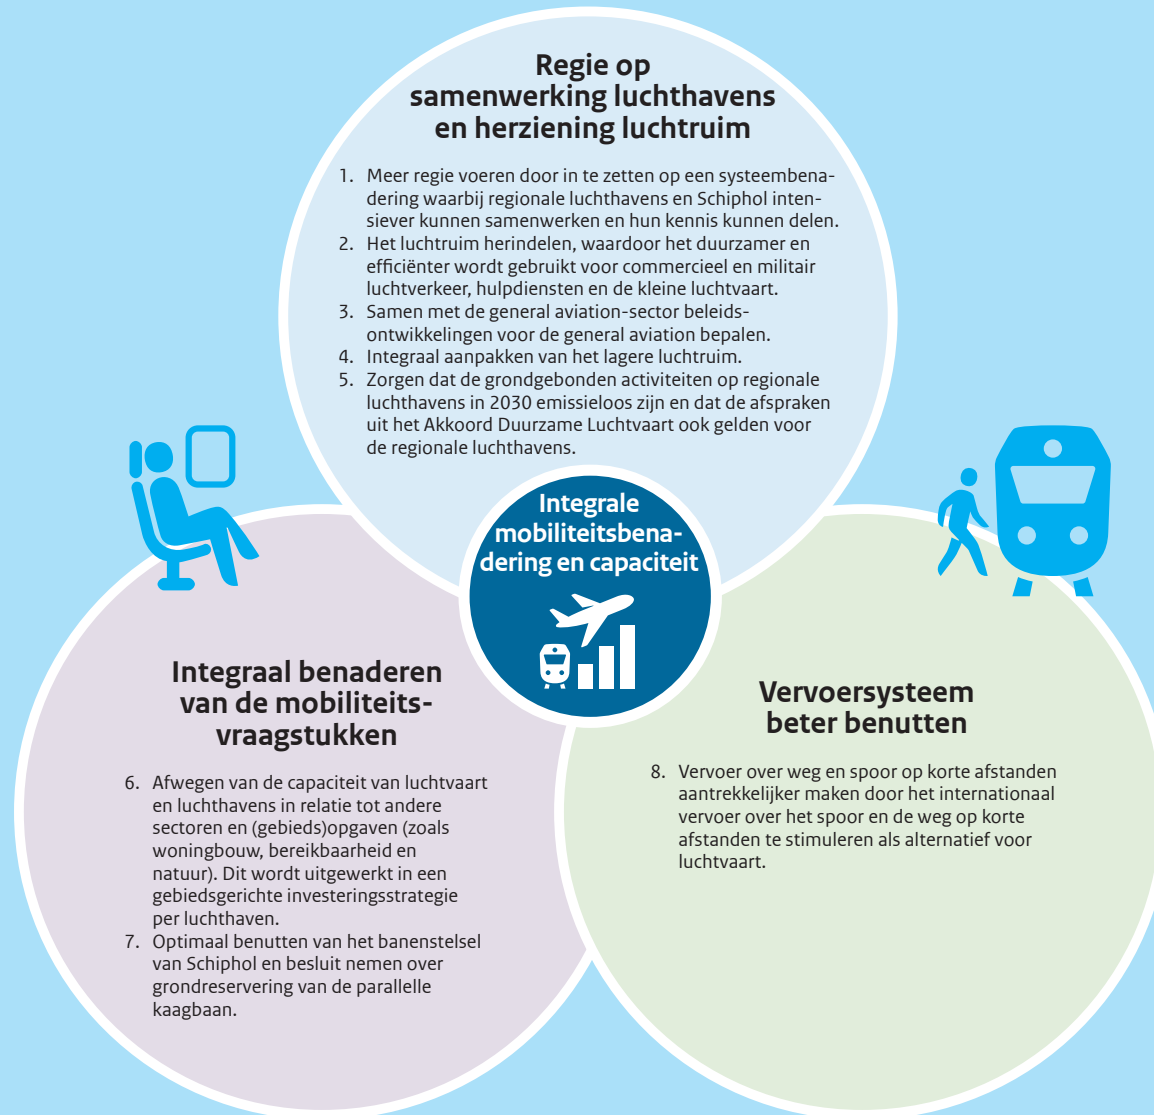 Regie op
samenwerking luchthavens
en herziening luchtruim
1. Meer regie voeren door in te zetten op een systeembena-
dering waarbij regionale luchthavens en Schiphol inten-
siever kunnen samenwerken en hun kennis kunnen delen.
2. Het luchtruim herindelen, waardoor het duurzamer en
efficiënter wordt gebruikt voor commercieel en militair
luchtverkeer, hulpdiensten en de kleine luchtvaart.
3. Samen met de general aviation-sector beleids-
ontwikkelingen voor de general aviation bepalen.
4. Integraal aanpakken van het lagere luchtruim.
5. Zorgen dat de grondgebonden activiteiten op regionale
luchthavens in 2030 emissieloos zijn en dat de afspraken
uit het Akkoord Duurzame Luchtvaart ook gelden voor
de regionale luchthavens.
Integrale
mobiliteitsbena-
dering en capaciteit
Integraal benaderen
van de mobiliteits-
vraagstukken
6. Afwegen van de capaciteit van luchtvaart
en luchthavens in relatie tot andere
sectoren en (gebieds)opgaven (zoals
woningbouw, bereikbaarheid en
natuur). Dit wordt uitgewerkt in een
gebiedsgerichte investeringsstrategie
per luchthaven.
7. Optimaal benutten van het banenstelsel
van Schiphol en besluit nemen over
grondreservering van de parallelle
kaagbaan.
Vervoersysteem
beter benutten
8. Vervoer over weg en spoor op korte afstanden
aantrekkelijker maken door het internationaal
vervoer over het spoor en de weg op korte
afstanden te stimuleren als alternatief voor
luchtvaart.